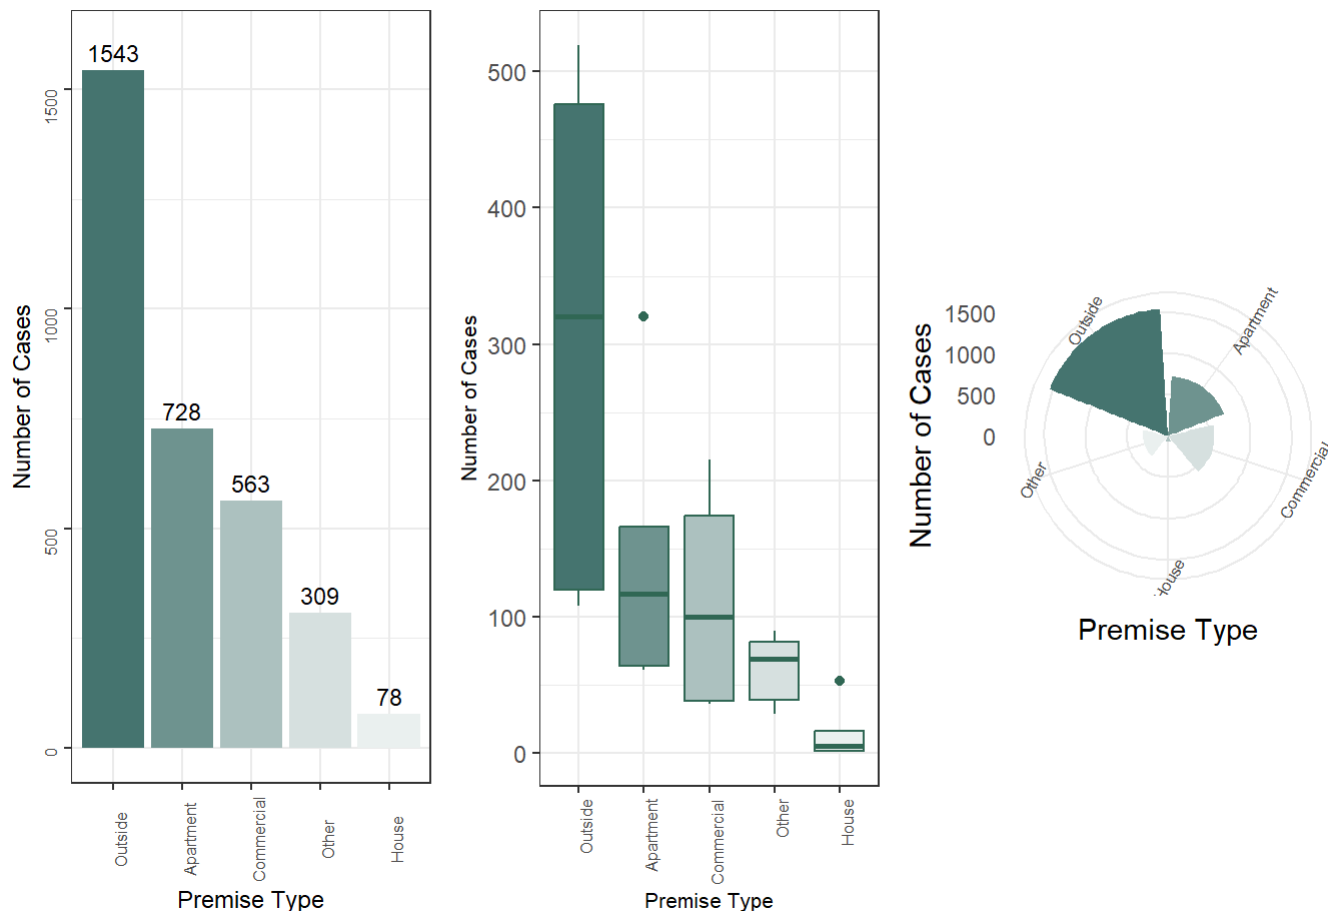 1543
728
563
309
78
1500
1000
500
0
Number of Cases
Outside
Apartment
Commercial
Other
House
Premise Type
500
400
300
200
100
0
Number of Cases
Outside
Apartment
Commercial
Other
House
Premise Type
1500
1000
500
0
Number of Cases
Outside
Apartment
Commercial
House
Other
Premise Type